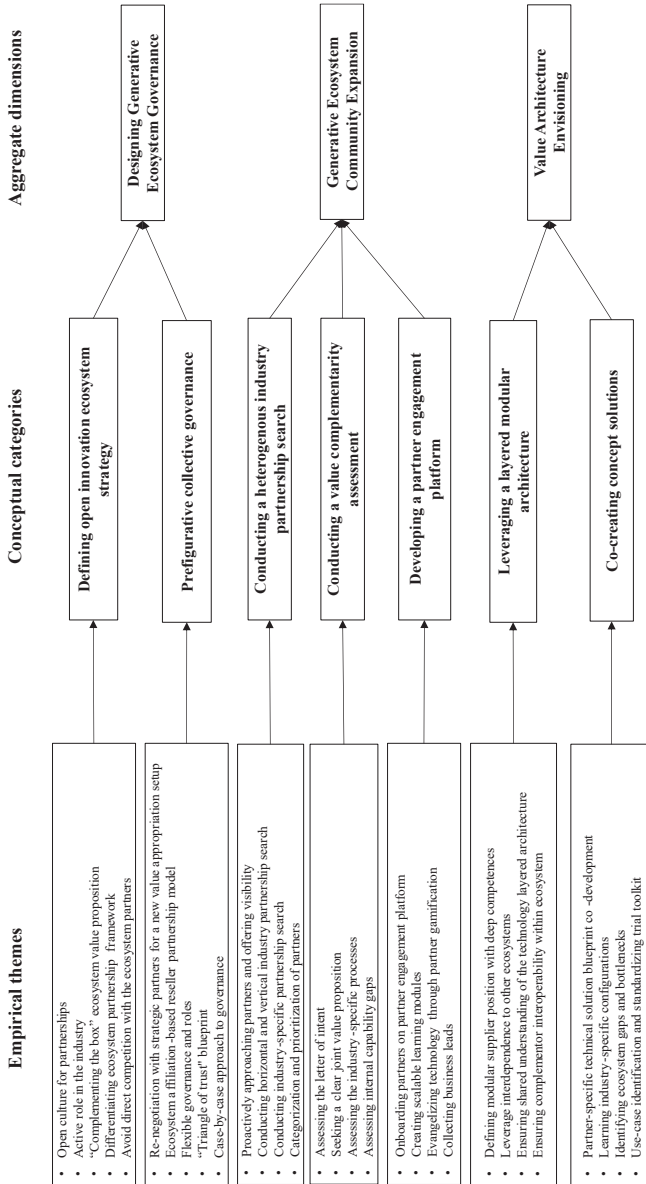 Empirical themes
Conceptual categories
Aggregate dimensions
• Open culture for partnerships
• Active role in the industry
• “Complementing the box” ecosystem value proposition
• Differentiating ecosystem partnership framework
• Avoid direct competition with the ecosystem partners
Defining open innovation ecosystem
strategy
• Re-negotiation with strategic partners for a new value appropriation setup
• Ecosystem affiliation -based reseller partnership model
• Flexible governance and roles
• “Triangle of trust" blueprint
• Case-by-case approach to governance
Prefigurative collective governance
Designing Generative
Ecosystem Governance
• Proactively approaching partners and offering visibility
• Conducting horizontal and vertical industry partnership search
• Conducting industry -specific partnership search
• Categorization and prioritization of partners
Conducting a heterogenous industry
partnership search
• Assessing the letter of intent
• Seeking a clear joint value proposition
• Assessing the industry -specific processes
• Assessing internal capability gaps
Conducting a value complementarity
assessment
• Onboarding partners on partner engagement platform
• Creating scalable learning modules
• Evangelizing technology through partner gamification
• Collecting business leads
Developing a partner engagement
platform
Generative Ecosystem
Community Expansion
• Defining modular supplier position with deep competences
• Leverage interdependence to other ecosystems
• Ensuring shared understanding of the technology layered architecture
• Ensuring complementor interoperability within ecosystem
Leveraging a layered modular
architecture
• Partner-specific technical solution blueprint co -development
• Learning industry-specific configurations
• Identifying ecosystem gaps and bottlenecks
• Use-case identification and standardizing trial toolkit
Co-creating concept solutions
Value Architecture
Envisioning